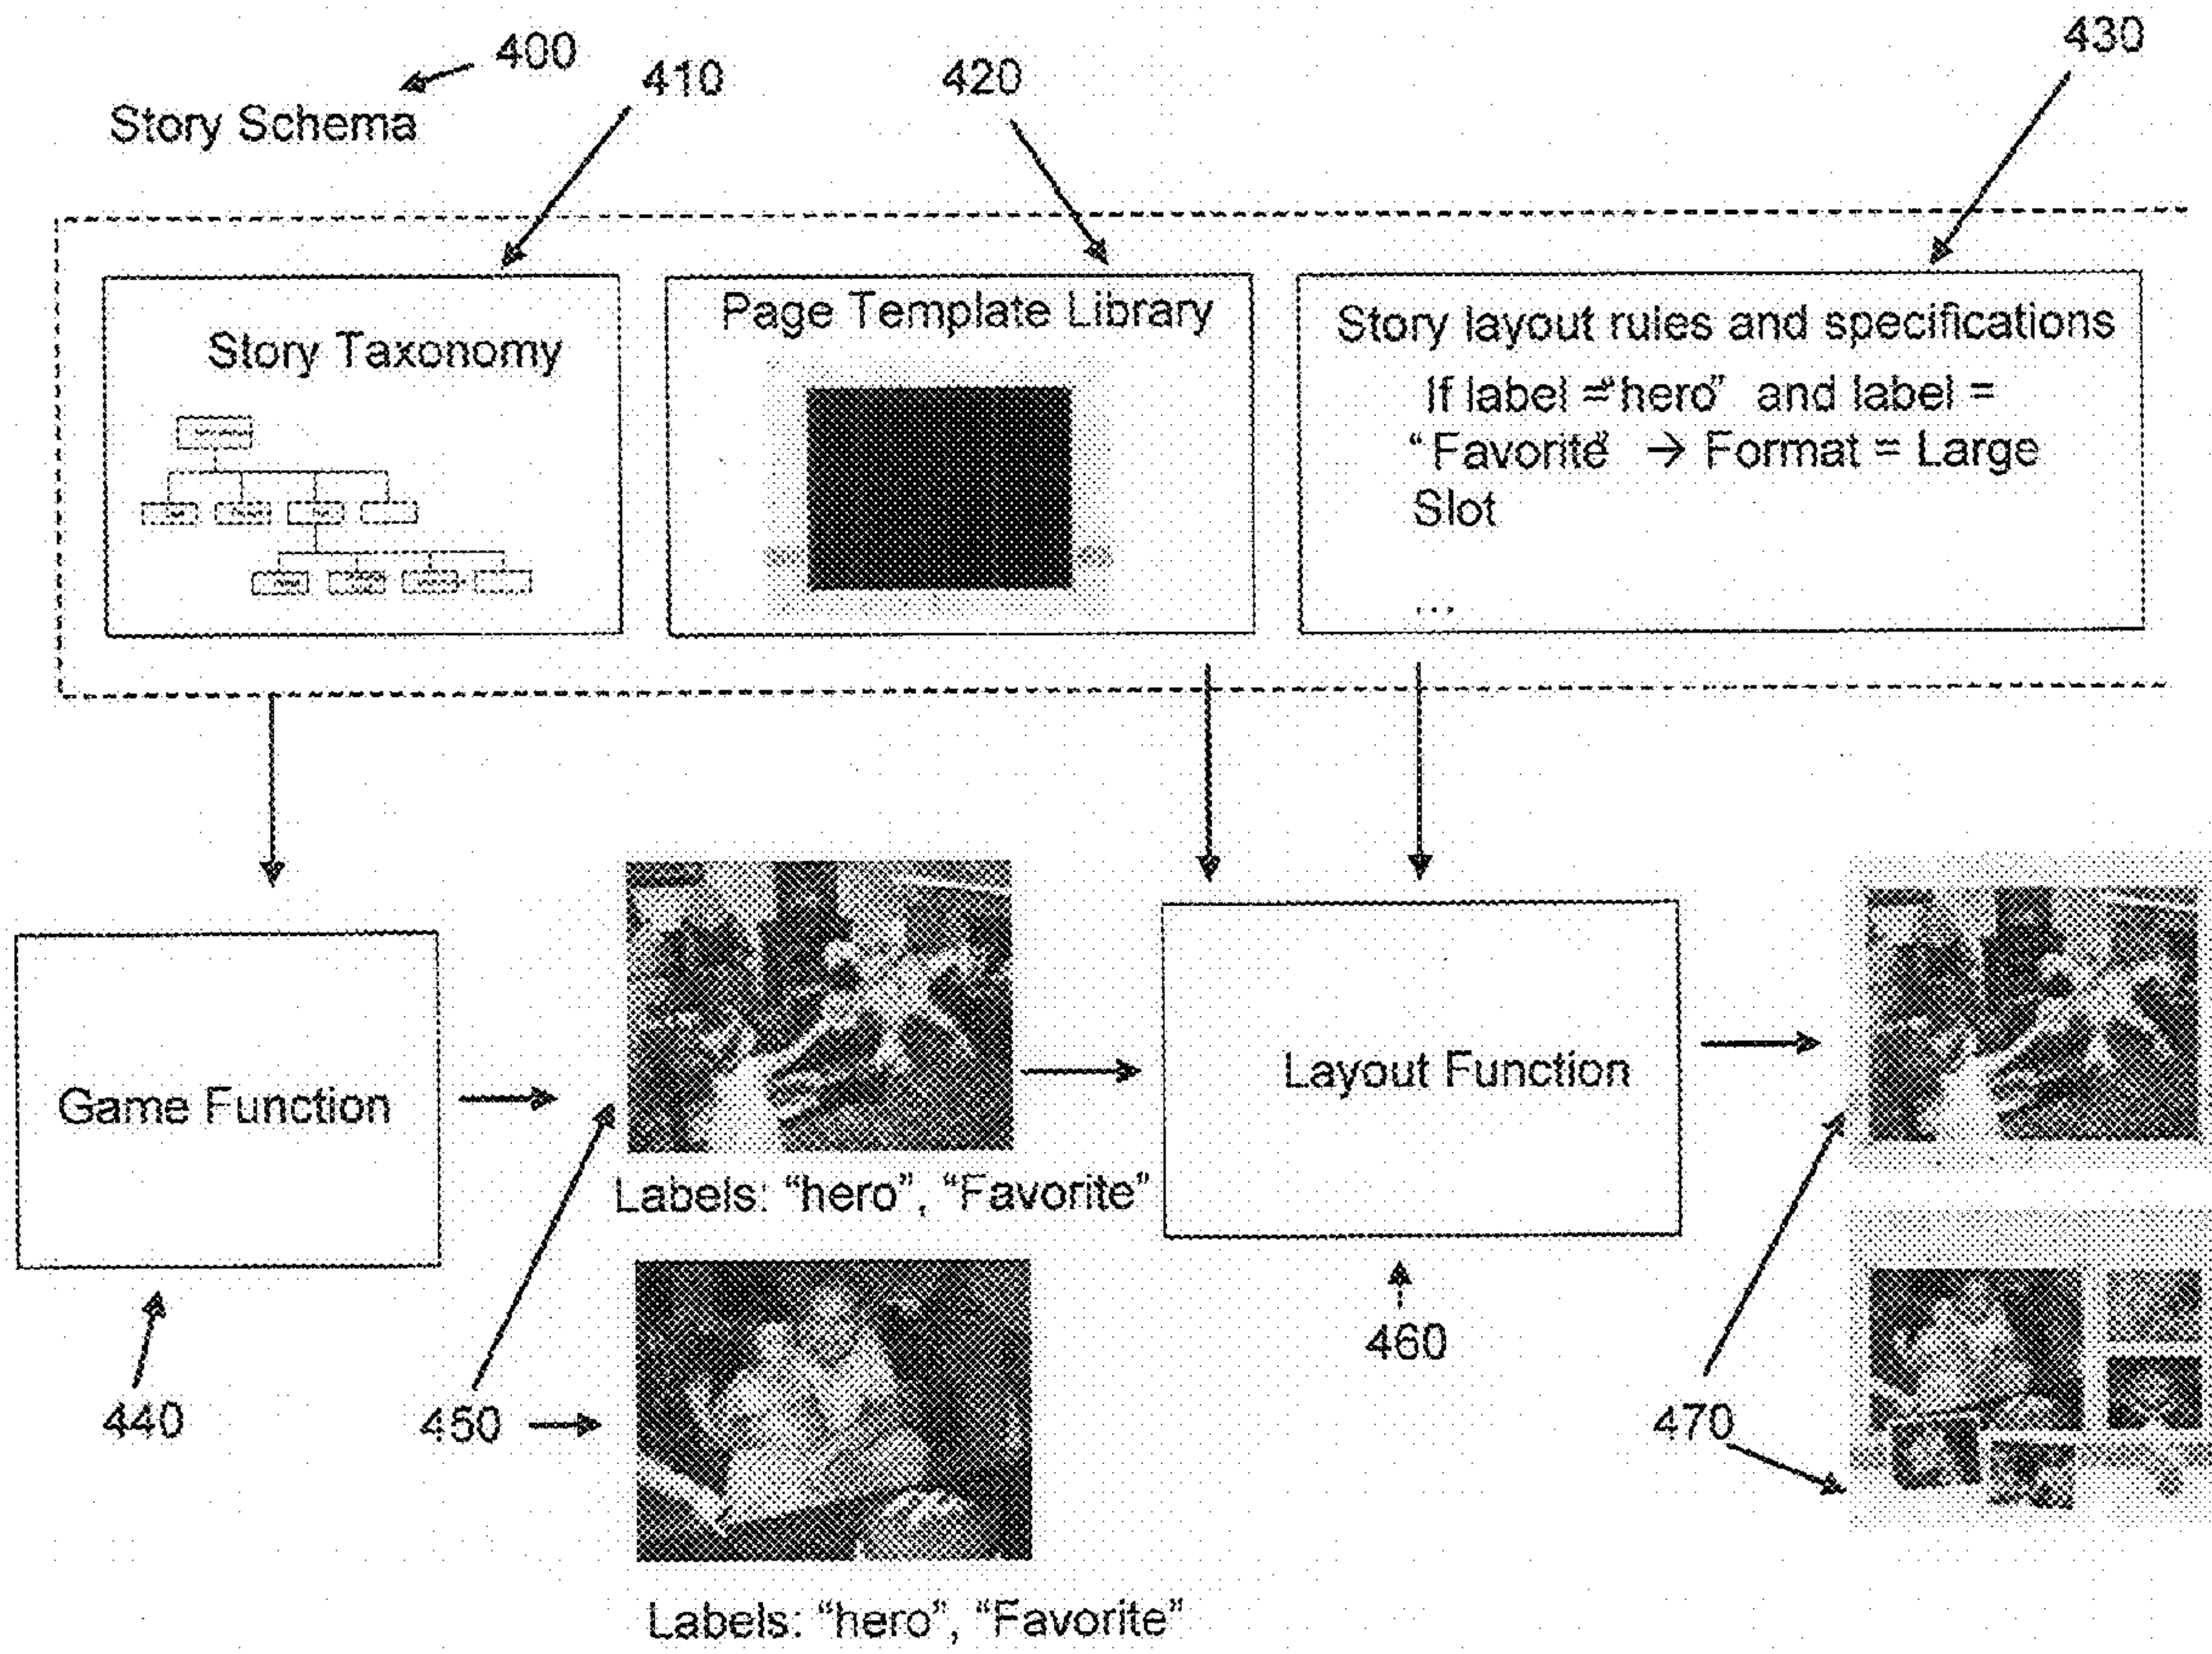 400
410
420
430
Story Schema
Story Taxonomy
Page Template Library
Story layout rules and specifications
If label ="hero" and label =
"Favorite" → Format = Large
Slot
...
Game Function
Labels: "hero", "Favorite"
Layout Function
440
450
460
470
Labels: "hero", "Favorite"